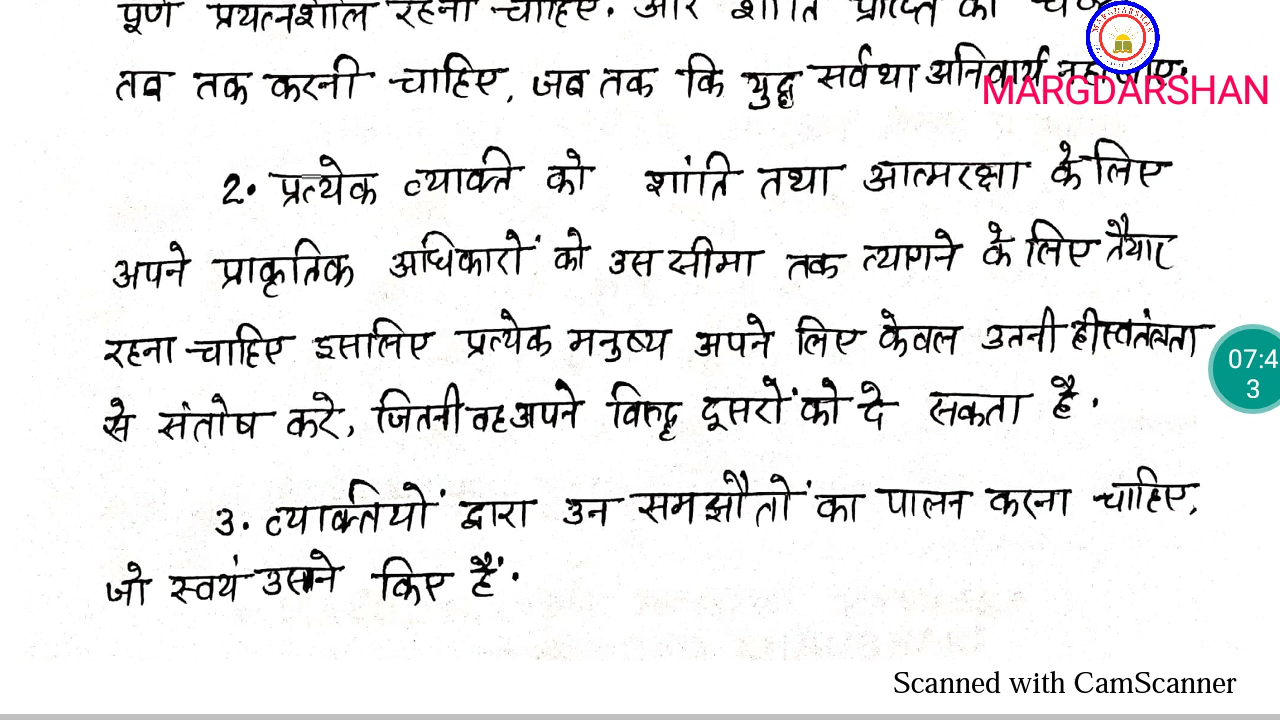 पूर्ण प्रयत्नशील रहना चाहिए. और शांति प्राप्ति की
तब तक करनी चाहिए, जब तक कि युद्ध सर्वथा अनिवार्य
MARGDARSHAN
2. प्रत्येक व्याक्ति को शांति तथा आत्मरक्षा के लिए
अपने प्राकृतिक अधिकारों को उस सीमा तक त्यागने के लिए तैयार
रहना चाहिए इसलिए प्रत्येक मनुष्य अपने लिए केवल उतनी ही स्वतंत्रता
07:4
3
से संतोष करे, जितनी वह अपने विरुद्ध दूसरों को दे सकता है.
3. व्याक्तियों द्वारा उन समझौतों का पालन करना चाहिए,
जो स्वयं उसने किए हैं.
Scanned with CamScanner